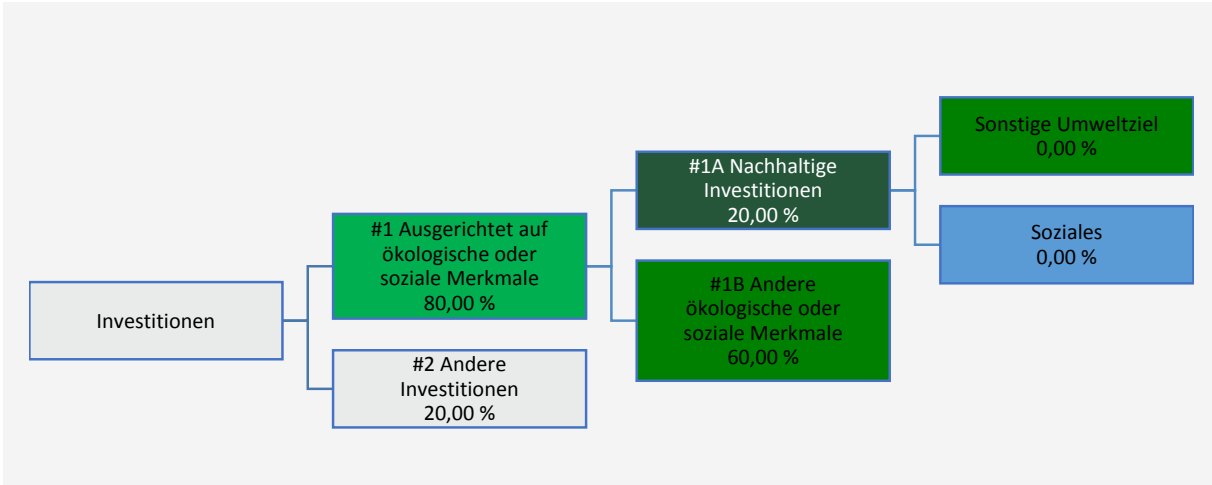 Investitionen
#1 Ausgerichtet auf
ökologische oder
soziale Merkmale
80,00 %
#2 Andere
Investitionen
20,00 %
#1A Nachhaltige
Investitionen
20,00 %
#1B Andere
ökologische oder
soziale Merkmale
60,00 %
Sonstige Umweltziel
0,00 %
Soziales
0,00 %